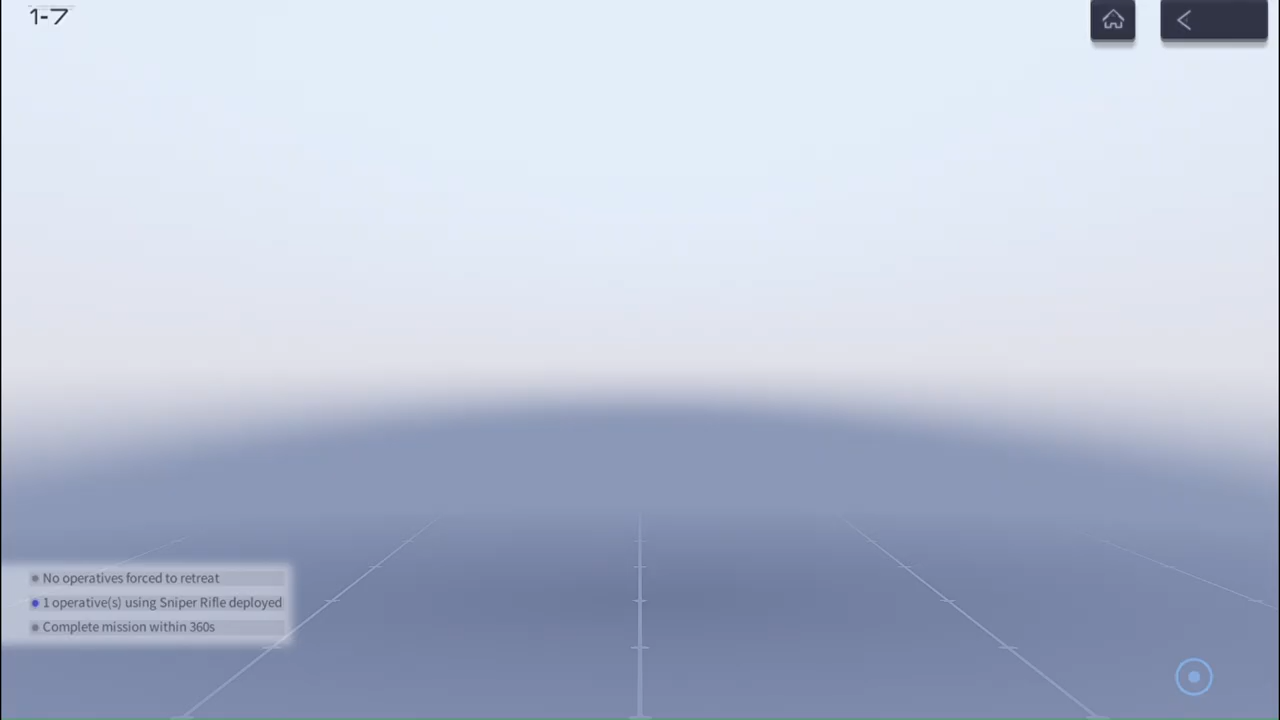 1-7
No operatives forced to retreat
1 operative(s) using Sniper Rifle deployed
Complete mission within 360s